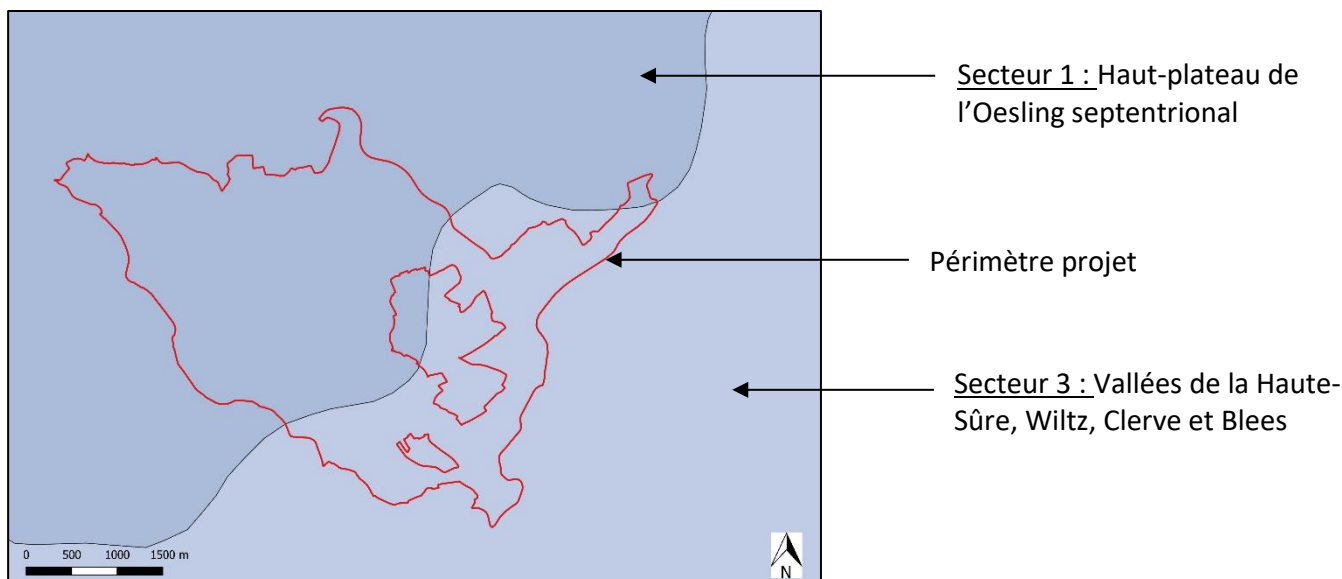 Secteur 1 : Haut-plateau de
l’Oesling septentrional
Périmètre projet
Secteur 3 : Vallées de la Haute-
Sûre, Wiltz, Clerve et Blees
0 500 1000 1500 m
N